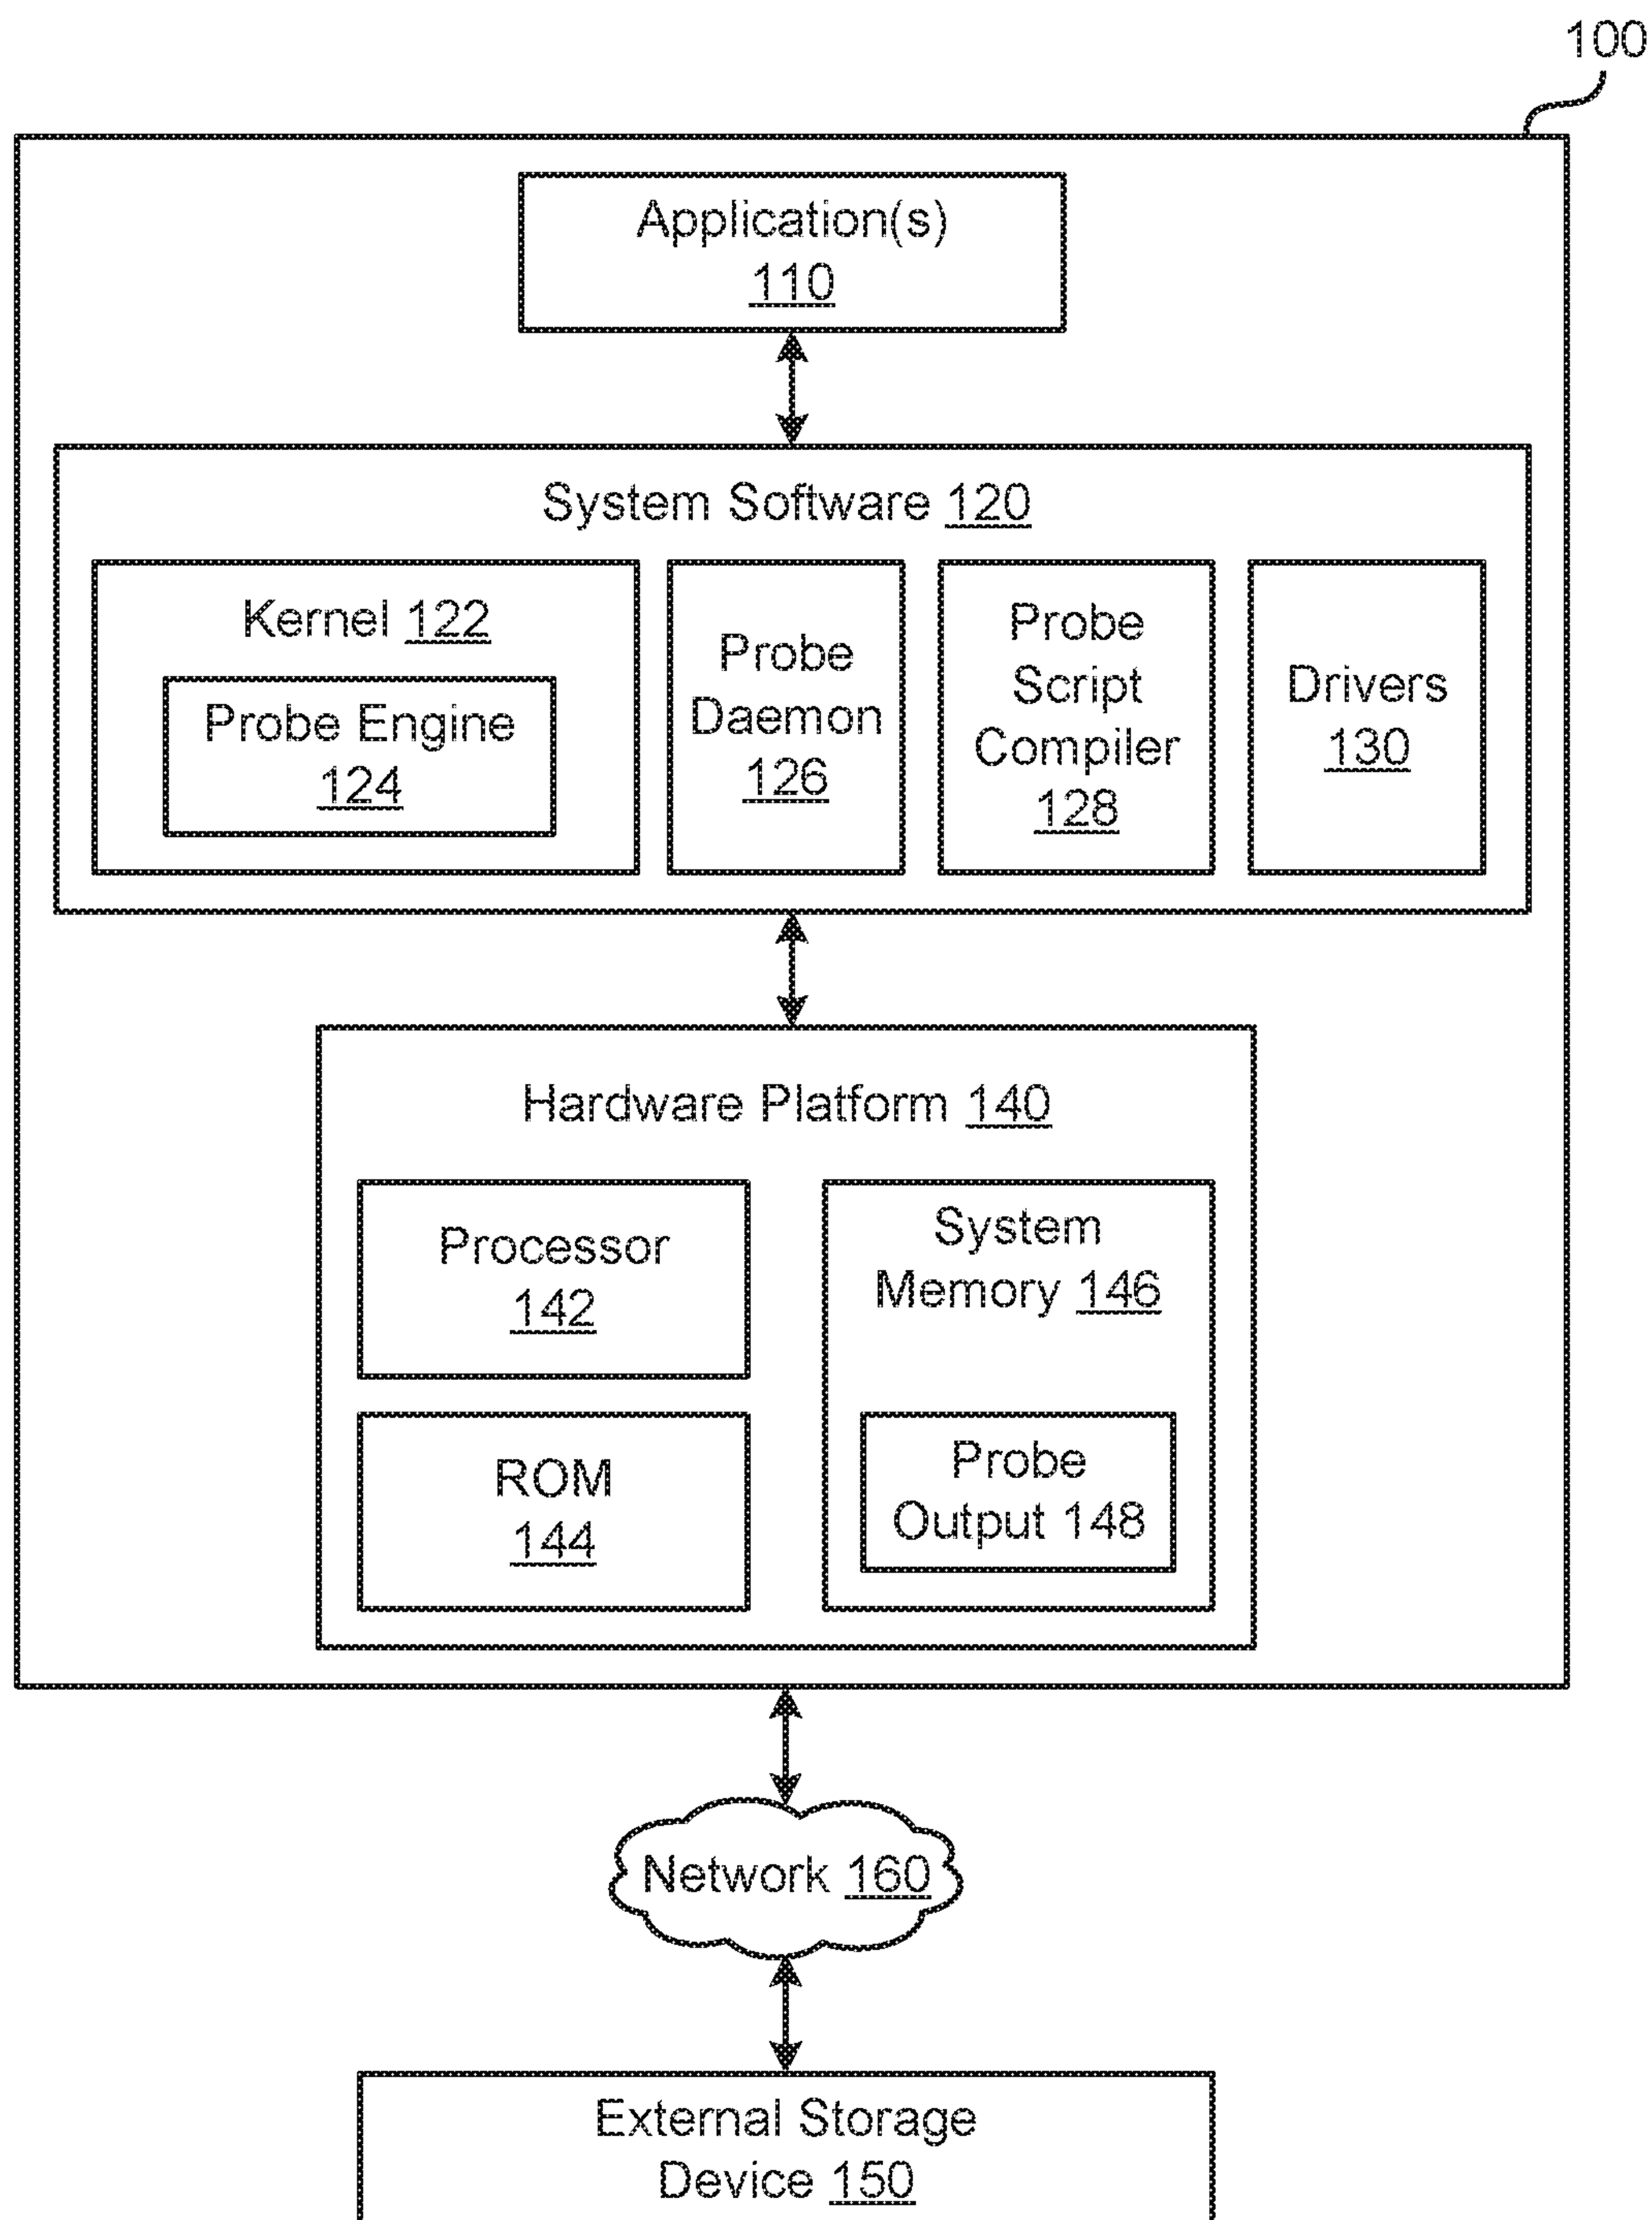 100
Application(s)
110
System Software 120
Kernel 122
Probe Engine
124
Probe
Daemon
126
Probe
Script
Compiler
128
Drivers
130
Hardware Platform 140
Processor
142
ROM
144
System
Memory 146
Probe
Output 148
Network 160
External Storage
Device 150